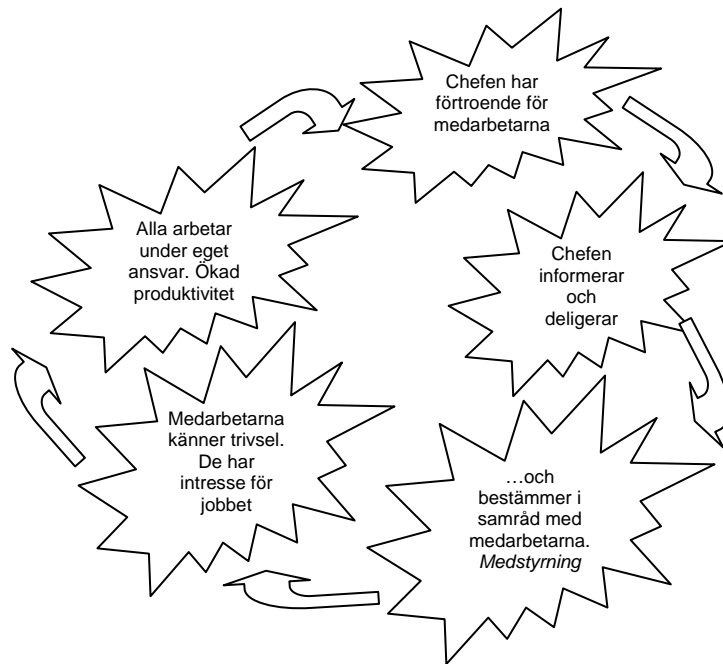 Chefen har
förtroende för
medarbetarna
Chefen
informerar
och
deligerar
…och
bestämmer i
samråd med
medarbetarna.
Medstyrning
Medarbetarna
känner trivsel.
De har
intresse för
jobbet
Alla arbetar
under eget
ansvar. Ökad
produktivitet